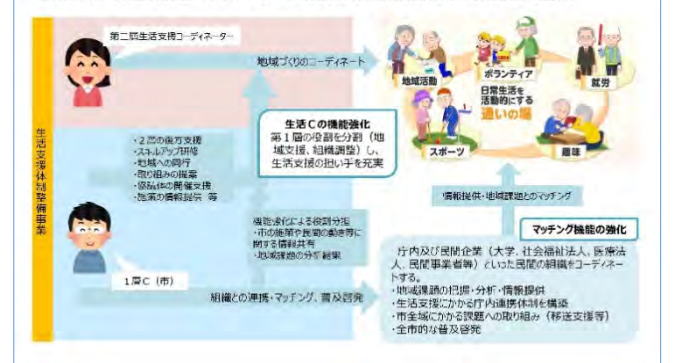 第二層生活支援コーディネーター
地域づくりのコーディネート
地域活動
ボランティア
就労
日常生活を
活動的にする
通いの場
スポーツ
趣味
生活支援体制整備事業
生活Cの機能強化
第1層の役割を分割(地
域支援、組織調整)し、
生活支援の担い手を充実
・2層の後方支援
・スキルアップ研修
・地域への同行
・取り組みの提案
・協議体の開催支援
・施策の情報提供 等
情報提供・地域課題とのマッチング
機能強化による役割分担
・市の施策や民間の動き等に
関する情報共有
・地域課題の分析結果
マッチング機能の強化
庁内及び民間企業(大学、社会福祉法人、医療法
人、民間事業者等)といった民間の組織をコーディネー
トする。
・地域課題の把握・分析・情報提供
・生活支援にかかる庁内連携体制を構築
・市全域にかかる課題への取り組み(移送支援等)
・全市的な普及啓発
1層C(市)
組織との連携・マッチング、普及啓発